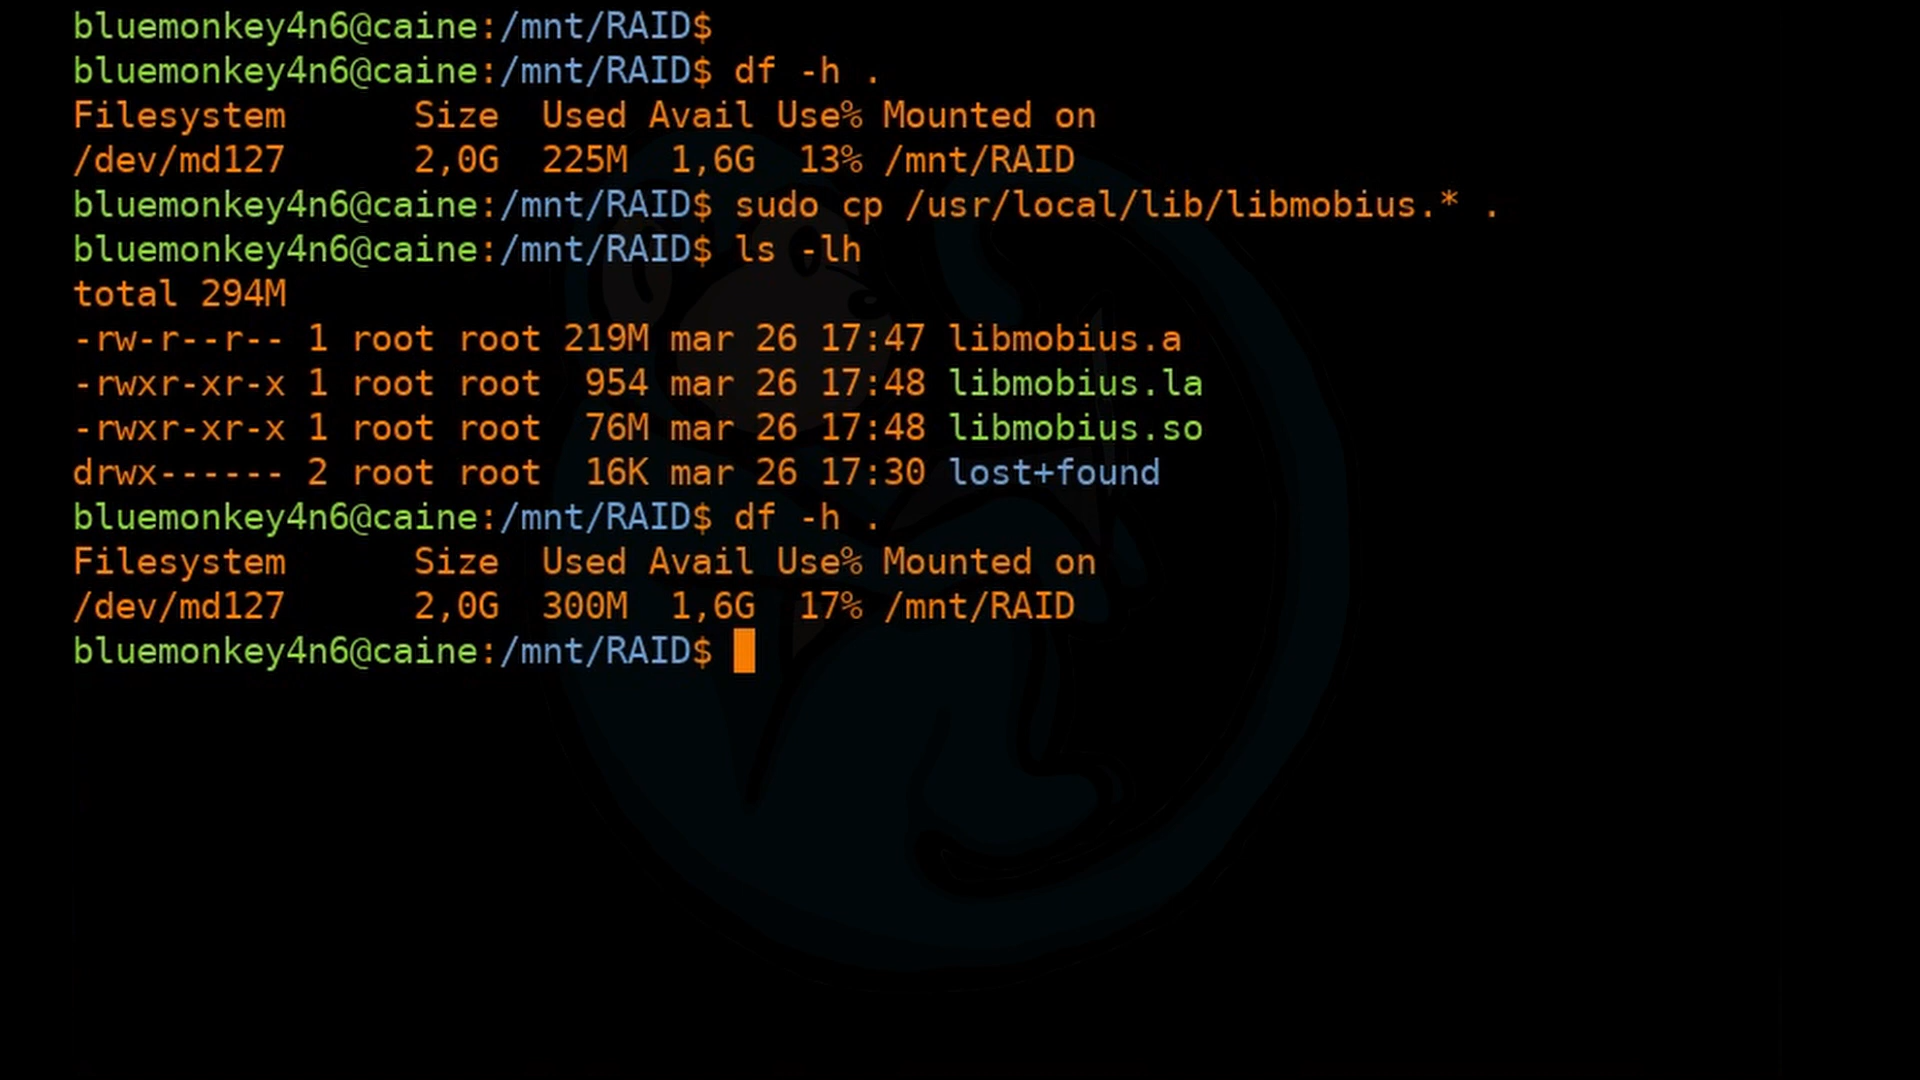 bluemonkey4n6@caine:/mnt/RAID$
bluemonkey4n6@caine:/mnt/RAID$ df -h .
Filesystem      Size  Used Avail Use% Mounted on
/dev/md127      2,0G  225M  1,6G  13% /mnt/RAID
bluemonkey4n6@caine:/mnt/RAID$ sudo cp /usr/local/lib/libmobius.* .
bluemonkey4n6@caine:/mnt/RAID$ ls -lh
total 294M
-rw-r--r-- 1 root root 219M mar 26 17:47 libmobius.a
-rwxr-xr-x 1 root root  954 mar 26 17:48 libmobius.la
-rwxr-xr-x 1 root root  76M mar 26 17:48 libmobius.so
drwx------ 2 root root  16K mar 26 17:30 lost+found
bluemonkey4n6@caine:/mnt/RAID$ df -h .
Filesystem      Size  Used Avail Use% Mounted on
/dev/md127      2,0G  300M  1,6G  17% /mnt/RAID
bluemonkey4n6@caine:/mnt/RAID$